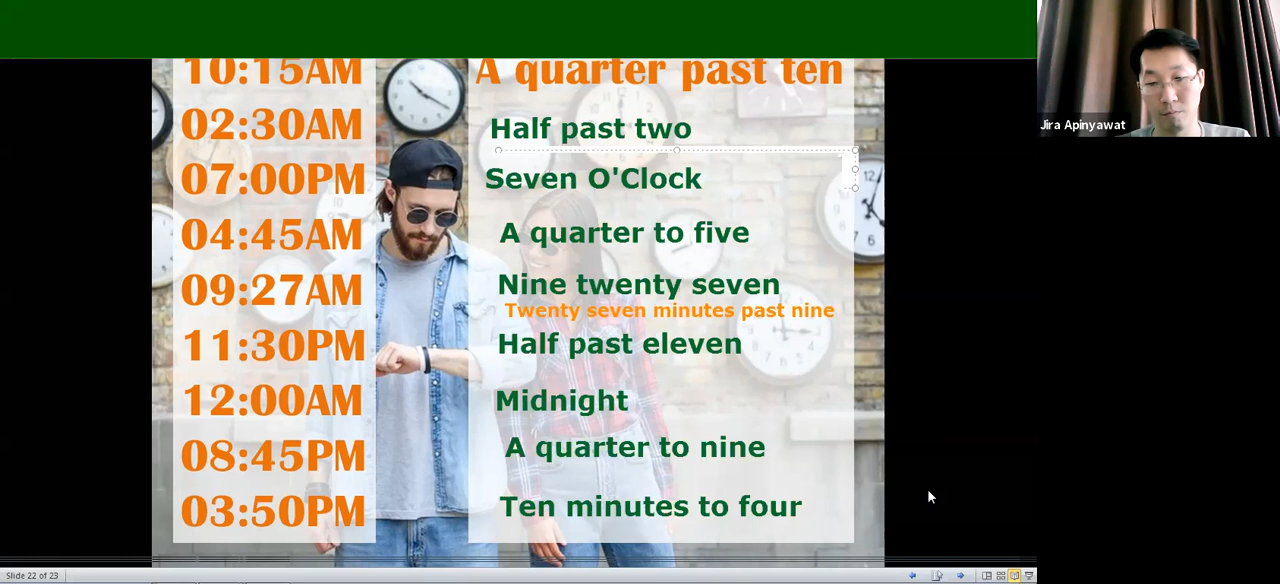 10:15AM A quarter past ten
02:30AM Half past two
07:00PM Seven O'Clock
04:45AM A quarter to five
09:27AM Nine twenty seven
Twenty seven minutes past nine
11:30PM Half past eleven
12:00AM Midnight
08:45PM A quarter to nine
03:50PM Ten minutes to four
Jira Apinyawat
Slide 22 of 23